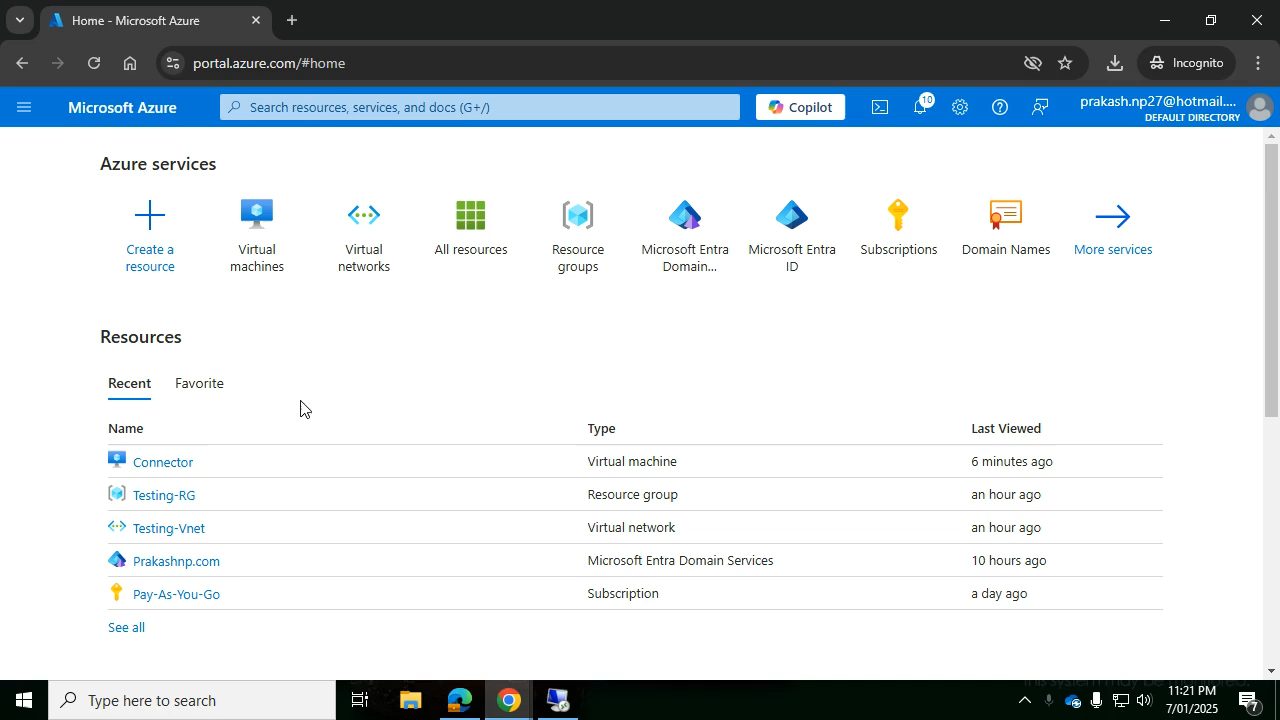 Home - Microsoft Azure
portal.azure.com/#home
Incognito
Microsoft Azure
Search resources, services, and docs (G+/)
Copilot
10
prakash.np27@hotmail....
DEFAULT DIRECTORY
Azure services
Create a resource
Virtual machines
Virtual networks
All resources
Resource groups
Microsoft Entra Domain...
Microsoft Entra ID
Subscriptions
Domain Names
More services
Resources
Recent Favorite
Name Type Last Viewed
Connector Virtual machine 6 minutes ago
Testing-RG Resource group an hour ago
Testing-Vnet Virtual network an hour ago
Prakashnp.com Microsoft Entra Domain Services 10 hours ago
Pay-As-You-Go Subscription a day ago
See all
Type here to search
11:21 PM
7/01/2025
7